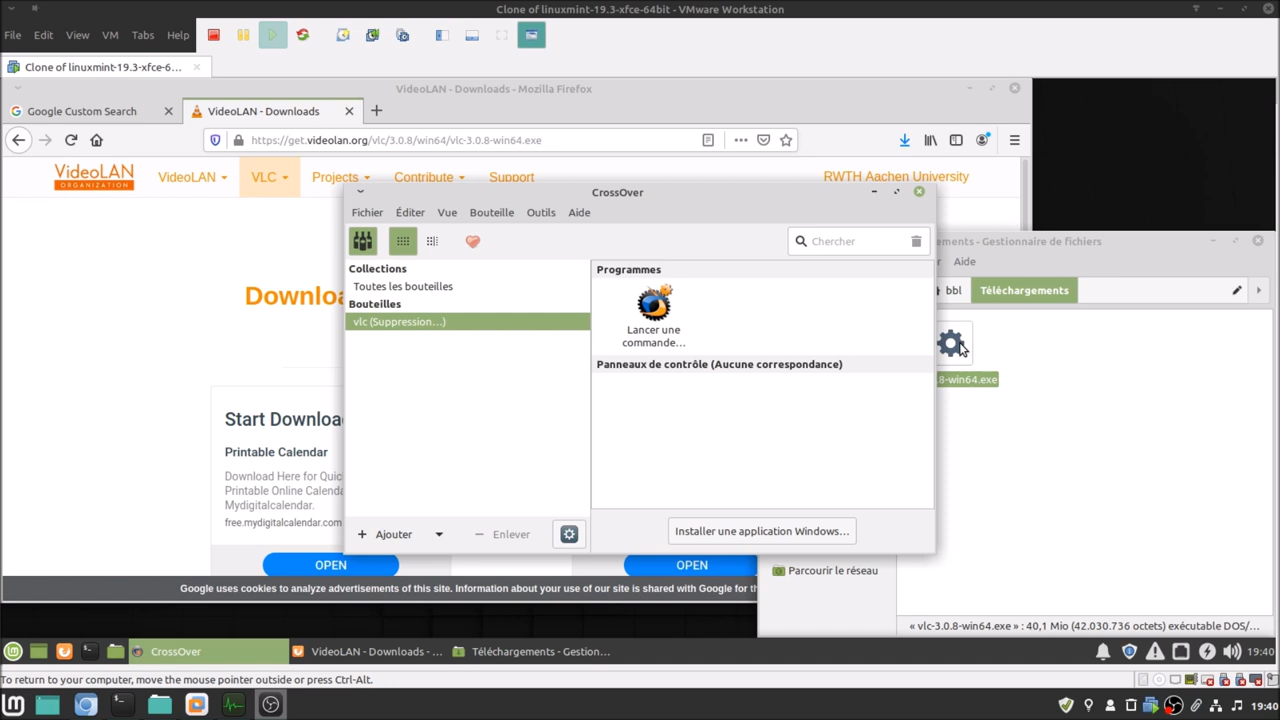 Clone of linuxmint-19.3-xfce-64bit - VMware Workstation
File Edit View VM Tabs Help
Clone of linuxmint-19.3-xfce-6...
VideoLAN - Downloads - Mozilla Firefox
Google Custom Search
VideoLAN - Downloads
https://get.videolan.org/vlc/3.0.8/win64/vlc-3.0.8-win64.exe
VideoLAN
ORGANIZATION
VideoLAN VLC Projects Contribute Support RWTH Aachen University
CrossOver
Fichier Éditer Vue Bouteille Outils Aide
Chercher
Collections
Toutes les bouteilles
Bouteilles
vlc (Suppression...)
Programmes
Lancer une
commande...
Panneaux de contrôle (Aucune correspondance)
Ajouter
Enlever
Installer une application Windows...
ements - Gestionnaire de fichiers
Aide
bbl
Téléchargements
.8-win64.exe
Parcourir le réseau
« vlc-3.0.8-win64.exe » : 40,1 Mio (42.030.736 octets) exécutable DOS/...
Downloa
Start Downloa
Printable Calendar
Download Here for Quic
Printable Online Calenda
Mydigitalcalendar.
free.mydigitalcalendar.com
OPEN
OPEN
Google uses cookies to analyze advertisements of this site. Information about your use of our site is shared with Google for th
CrossOver
VideoLAN - Downloads - ...
Téléchargements - Gestion...
19:40
To return to your computer, move the mouse pointer outside or press Ctrl-Alt.
19:40